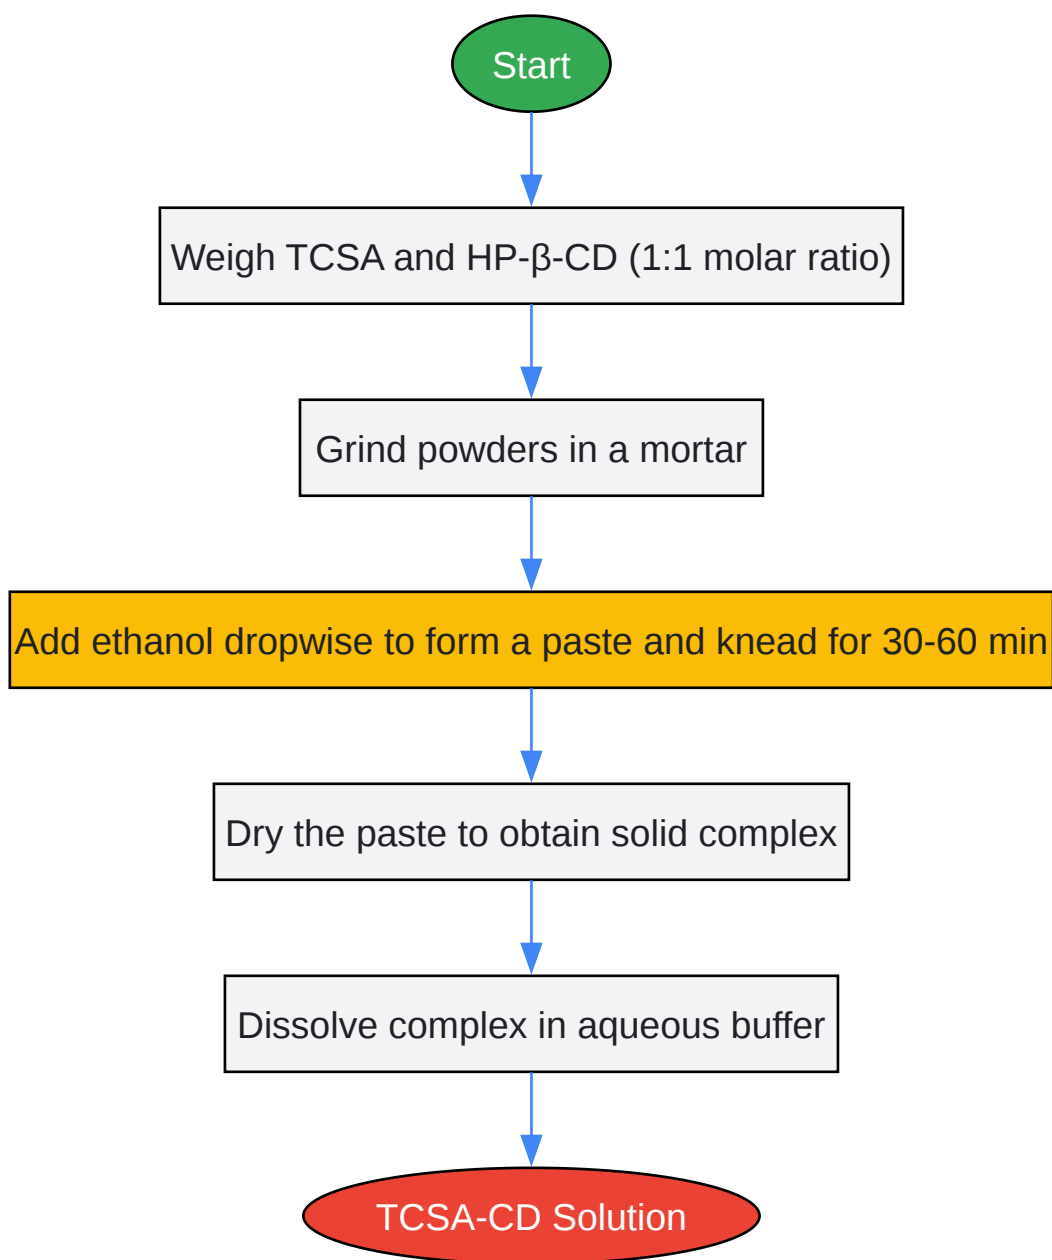 Start
Weigh TCSA and HP-β-CD (1:1 molar ratio)
Grind powders in a mortar
Add ethanol dropwise to form a paste and knead for 30-60 min
Dry the paste to obtain solid complex
Dissolve complex in aqueous buffer
TCSA-CD Solution